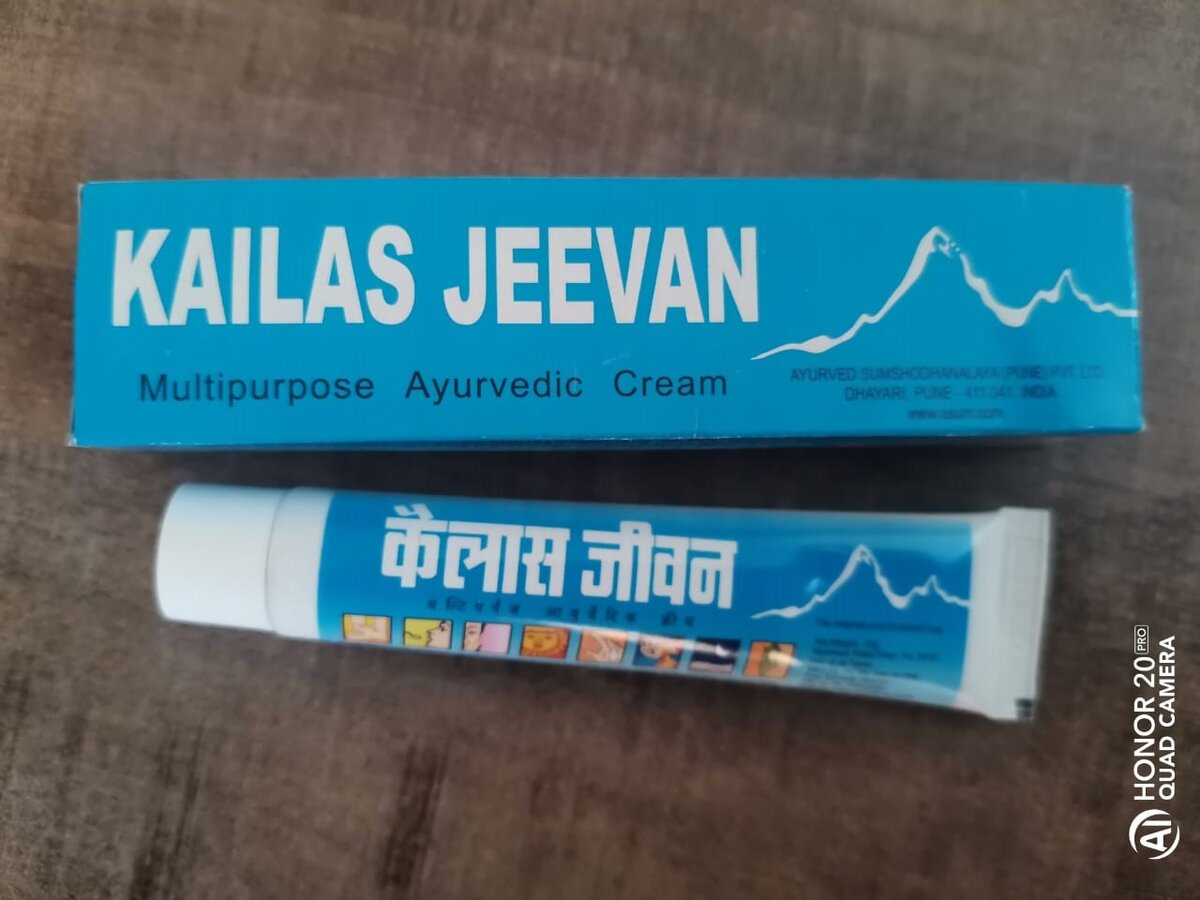 KAILAS JEEVAN
Multipurpose Ayurvedic Cream
AYURVED SUMSHODHANALAYA (PUNE) PVT. LTD.
DHAYARI, PUNE - 411 041. INDIA
www.asum.com
कैलास जीवन
HONOR 20 PRO
AI QUAD CAMERA